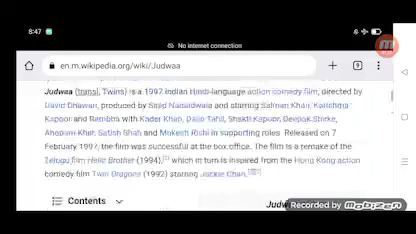 8:47
No internet connection
en.m.wikipedia.org/wiki/Judwaa
9
Judwaa (transl. Twins) is a 1997 Indian Hindi-language action comedy film, directed by
David Dhawan, produced by Sajid Nadiadwala and starring Salman Khan, Karishma
Kapoor and Rambha with Kader Khan, Dalip Tahil, Shakti Kapoor, Deepak Shirke,
Anupam Kher, Satish Shah and Mukesh Rishi in supporting roles. Released on 7
February 1997, the film was successful at the box office. The film is a remake of the
Telugu film Hello Brother (1994), which in turn is inspired from the Hong Kong action
comedy film Twin Dragons (1992) starring Jackie Chan.
Contents
Judw
Recorded by mobizen